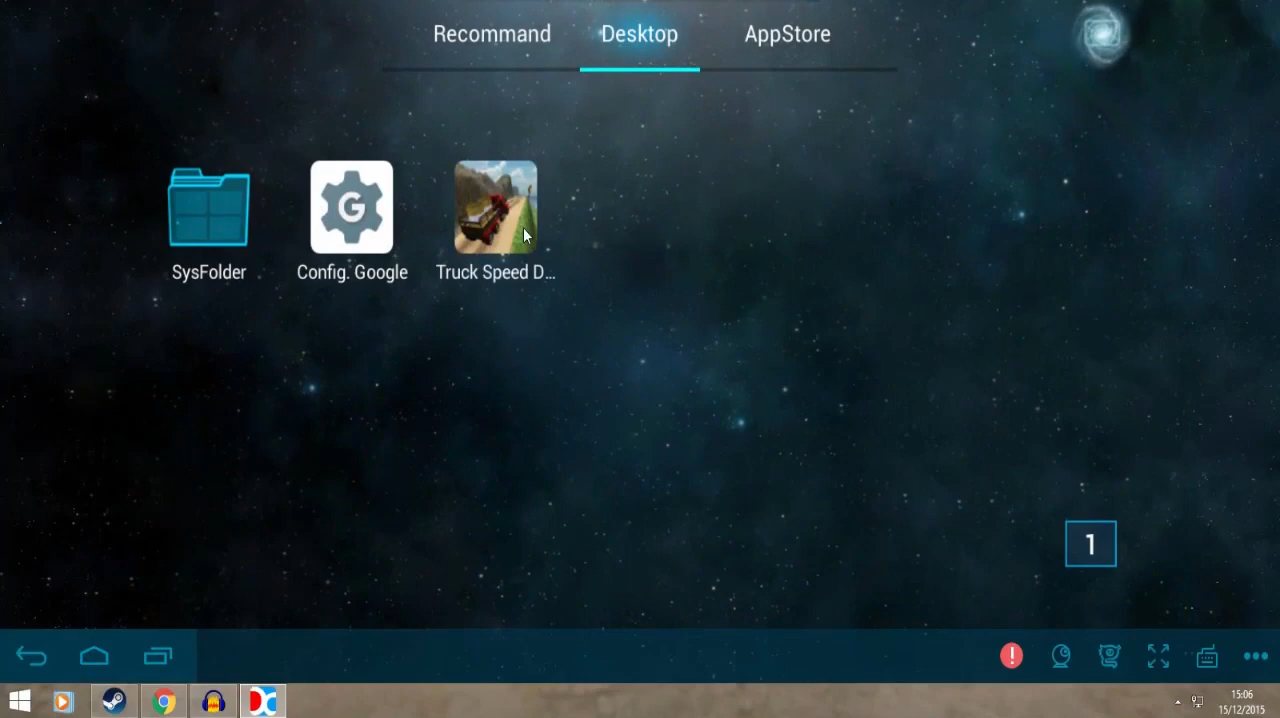 Recommand Desktop AppStore
SysFolder Config. Google Truck Speed D...
1
15:06
15/12/2015